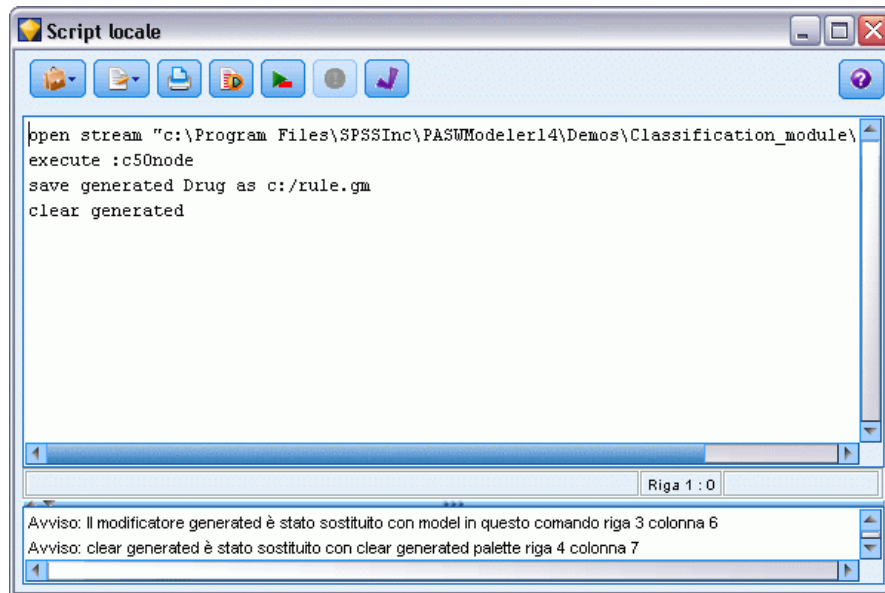 Script locale
open stream "c:\Program Files\SPSSInc\PASWModeler14\Demos\Classification_module\
execute :c50node
save generated Drug as c:/rule.gm
clear generated
Riga 1 : 0
Avviso: Il modificatore generated è stato sostituito con model in questo comando riga 3 colonna 6
Avviso: clear generated è stato sostituito con clear generated palette riga 4 colonna 7